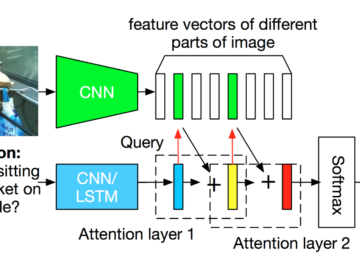 feature vectors of different
parts of image
CNN
Query
on:
sitting
ket on
le?
CNN/
LSTM
+
+
Softmax
Attention layer 1
Attention layer 2